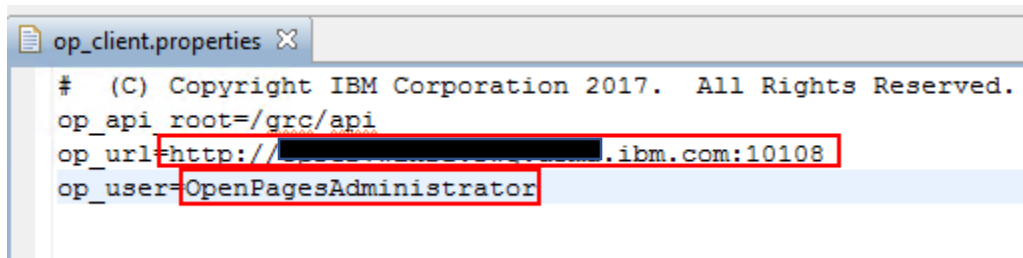 op_client.properties
# (C) Copyright IBM Corporation 2017. All Rights Reserved.
op_api_root=/grc/api
op_url=http://.ibm.com:10108
op_user=OpenPagesAdministrator